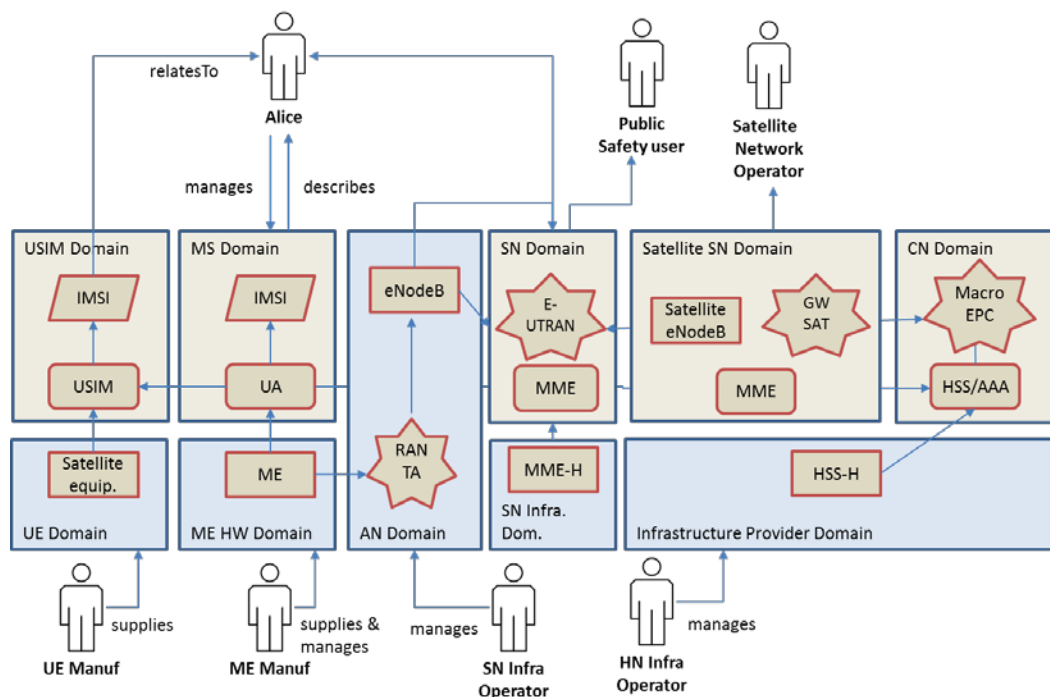 relatesTo
Alice
Public
Safety user
Satellite
Network
Operator
manages
describes
USIM Domain
MS Domain
SN Domain
Satellite SN Domain
CN Domain
IMSI
IMSI
eNodeB
E-
UTRAN
Satellite
eNodeB
GW
SAT
Macro
EPC
USIM
UA
MME
MME
HSS/AAA
Satellite
equip.
ME
RAN
TA
MME-H
HSS-H
UE Domain
ME HW Domain
AN Domain
SN Infra.
Dom.
Infrastructure Provider Domain
supplies
supplies &
manages
manages
manages
UE Manuf
ME Manuf
SN Infra
Operator
HN Infra
Operator